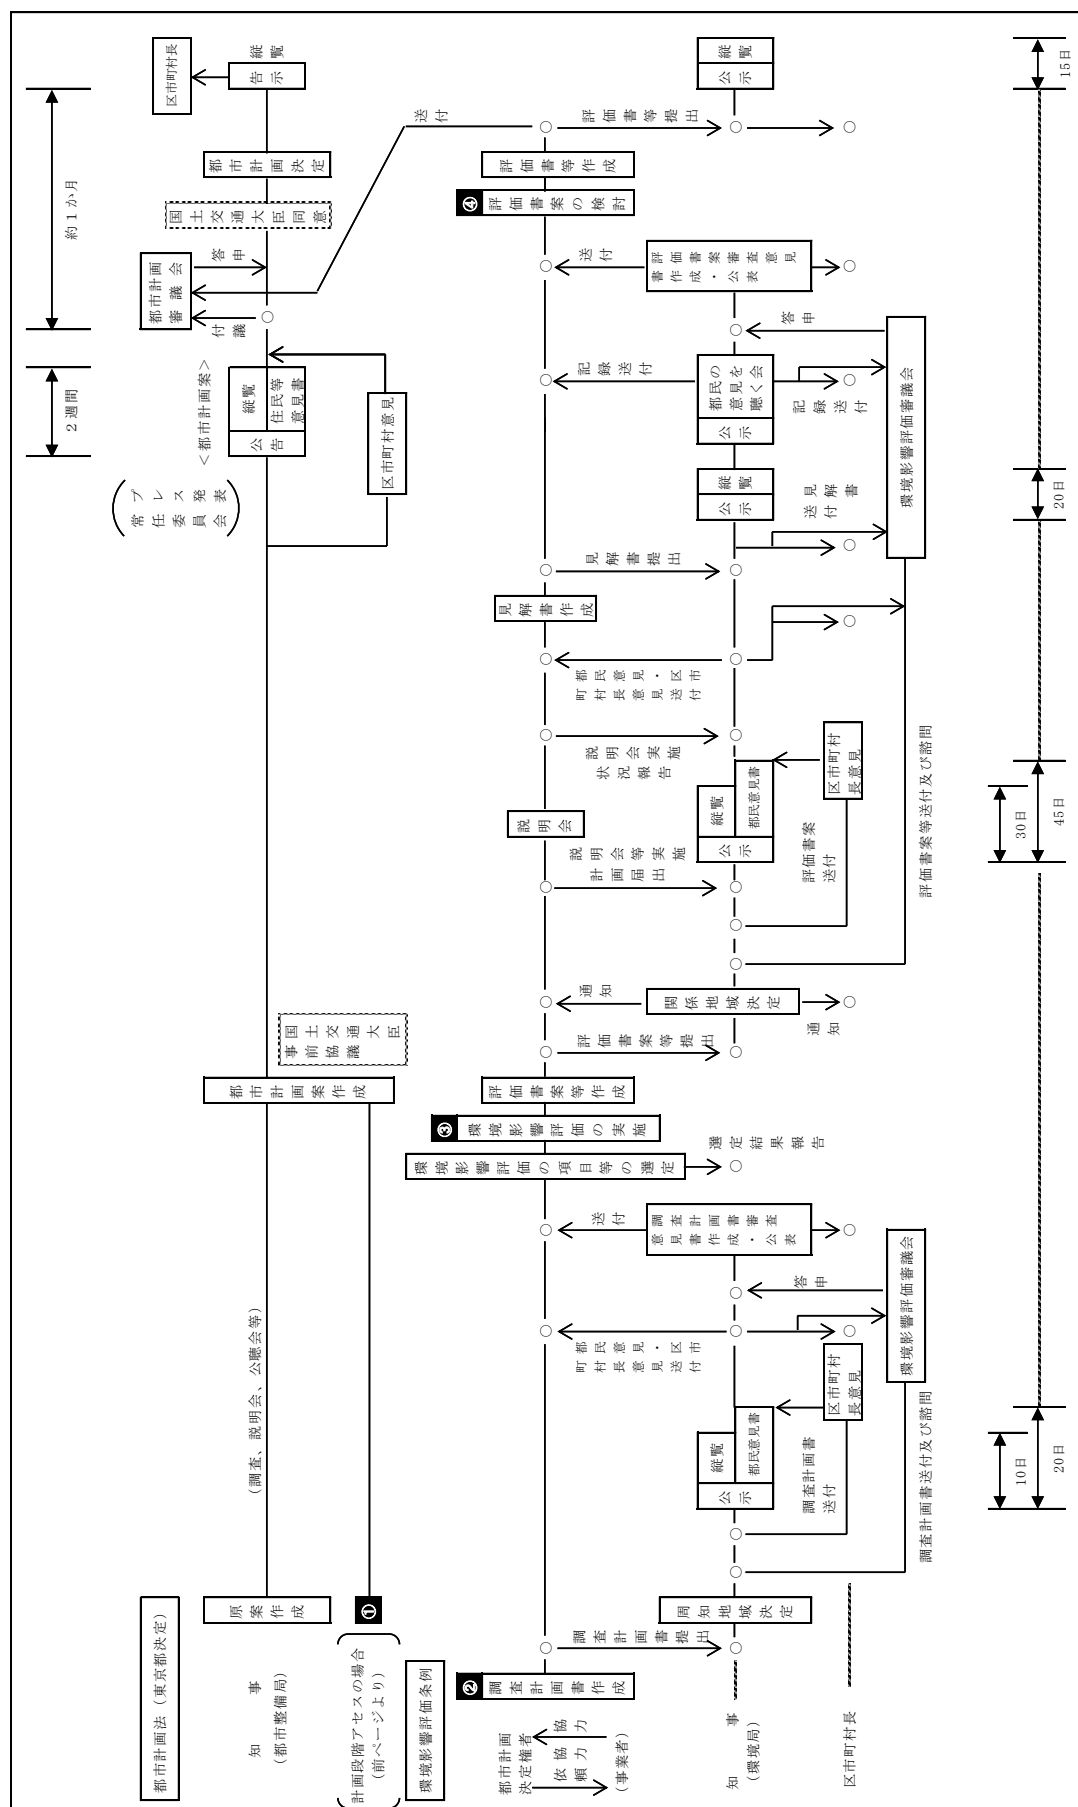 都市計画法（東京都決定）
知事
（都市整備局）
原案作成
（調査、説明会、公聴会等）
都市計画案作成
国土交通大臣
事前協議
プレス発表
常任委員会
＜都市計画案＞
公告
縦覧
住民等
意見書
区市町村意見
2週間
付議
都市計画
審議会
答申
国土交通大臣同意
都市計画決定
約1か月
告示
縦覧
区市町村長
計画段階アセスの場合
（前ページより）
①
環境影響評価条例
都市計画
決定権者
協力
依頼
協力
（事業者）
②
調査計画書作成
調査計画書提出
都民意見・区市
町村長意見送付
送付
環境影響評価の項目等の選定
選定結果報告
③
環境影響評価の実施
評価書案等作成
評価書案等提出
通知
説明会等実施
計画届出
説明会
説明会実施
状況報告
都民意見・区市
町村長意見送付
見解書作成
見解書提出
記録送付
送付
④
評価書案の検討
評価書等作成
評価書等提出
送付
知事
（環境局）
周知地域決定
公示
縦覧
都民意見書
調査計画書
送付
区市町村
長意見
答申
調査計画書審査
意見書作成・公表
関係地域決定
通知
公示
縦覧
都民意見書
評価書案
送付
区市町村
長意見
見解書
送付
公示
縦覧
公示
都民の
意見を
聴く会
記録
送付
答申
評価書案審査意見
書作成・公表
公示
縦覧
区市町村長
調査計画書送付及び諮問
環境影響評価審議会
評価書案等送付及び諮問
環境影響評価審議会
10日
20日
30日
45日
20日
15日